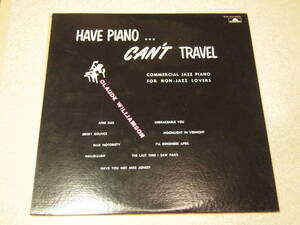 HAVE PIANO ...
CAN'T TRAVEL
COMMERCIAL JAZZ PIANO
FOR NON-JAZZ LOVERS
CLAUDE WILLIAMSON
JUNE BUG
EMBRACEABLE YOU
JERSEY BOUNCE
MOONLIGHT IN VERMONT
BLUE NOTORIETY
I'LL REMEMBER APRIL
HALLELUJAH!
THE LAST TIME I SAW PARIS
HAVE YOU MET MISS JONES?